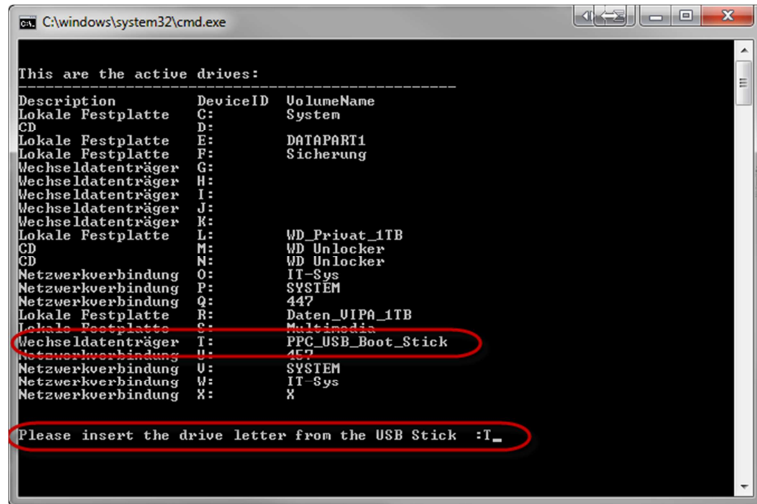 C:\windows\system32\cmd.exe
This are the active drives:
--------------------------------------------------------
Description DeviceID VolumeName
Lokale Festplatte C: System
CD D:
Lokale Festplatte E: DATAPART1
Lokale Festplatte F: Sicherung
Wechseldatenträger G:
Wechseldatenträger H:
Wechseldatenträger I:
Wechseldatenträger J:
Wechseldatenträger K:
Lokale Festplatte L: WD_Privat_1TB
CD M: WD Unlocker
CD N: WD Unlocker
Netzwerkverbindung O: IT-Sys
Netzwerkverbindung P: SYSTEM
Netzwerkverbindung Q: 447
Lokale Festplatte R: Daten_VIPA_1TB
Lokale Festplatte S: Multimedia
Wechseldatenträger T: PPC_USB_Boot_Stick
Netzwerkverbindung U: 457
Netzwerkverbindung V: SYSTEM
Netzwerkverbindung W: IT-Sys
Netzwerkverbindung X: X
Please insert the drive letter from the USB Stick :T_